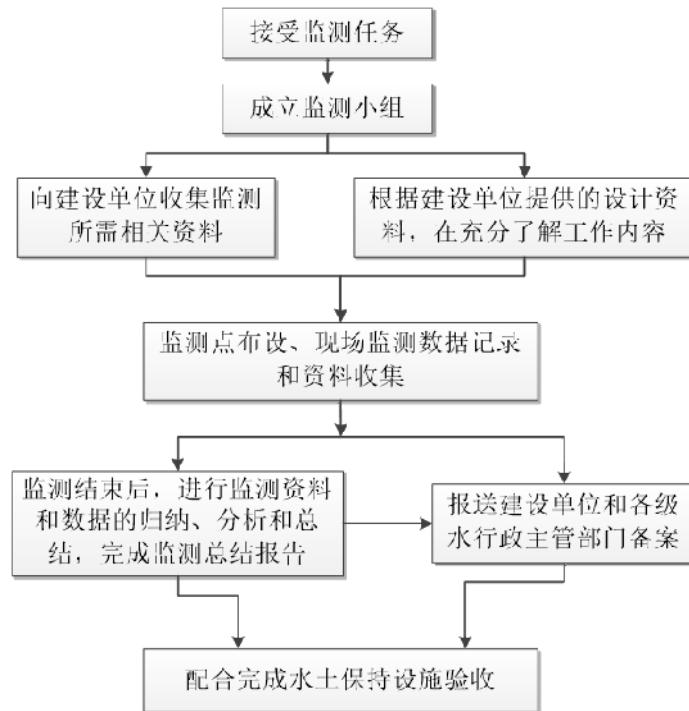 接受监测任务
成立监测小组
向建设单位收集监测
所需相关资料
根据建设单位提供的设计资
料，在充分了解工作内容
监测点布设、现场监测数据记录
和资料收集
监测结束后，进行监测资料
和数据的归纳、分析和总
结，完成监测总结报告
报送建设单位和各级
水行政主管部门备案
配合完成水土保持设施验收